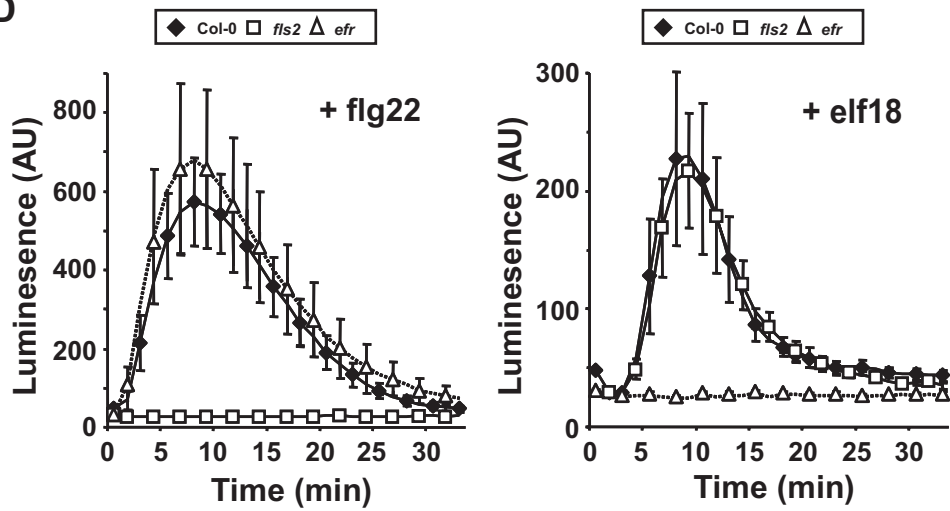 D
Col-0 fls2 efr
+ flg22
Luminesence (AU)
800
600
400
200
0
0 5 10 15 20 25 30
Time (min)
Col-0 fls2 efr
+ elf18
Luminesence (AU)
300
200
100
0
0 5 10 15 20 25 30
Time (min)